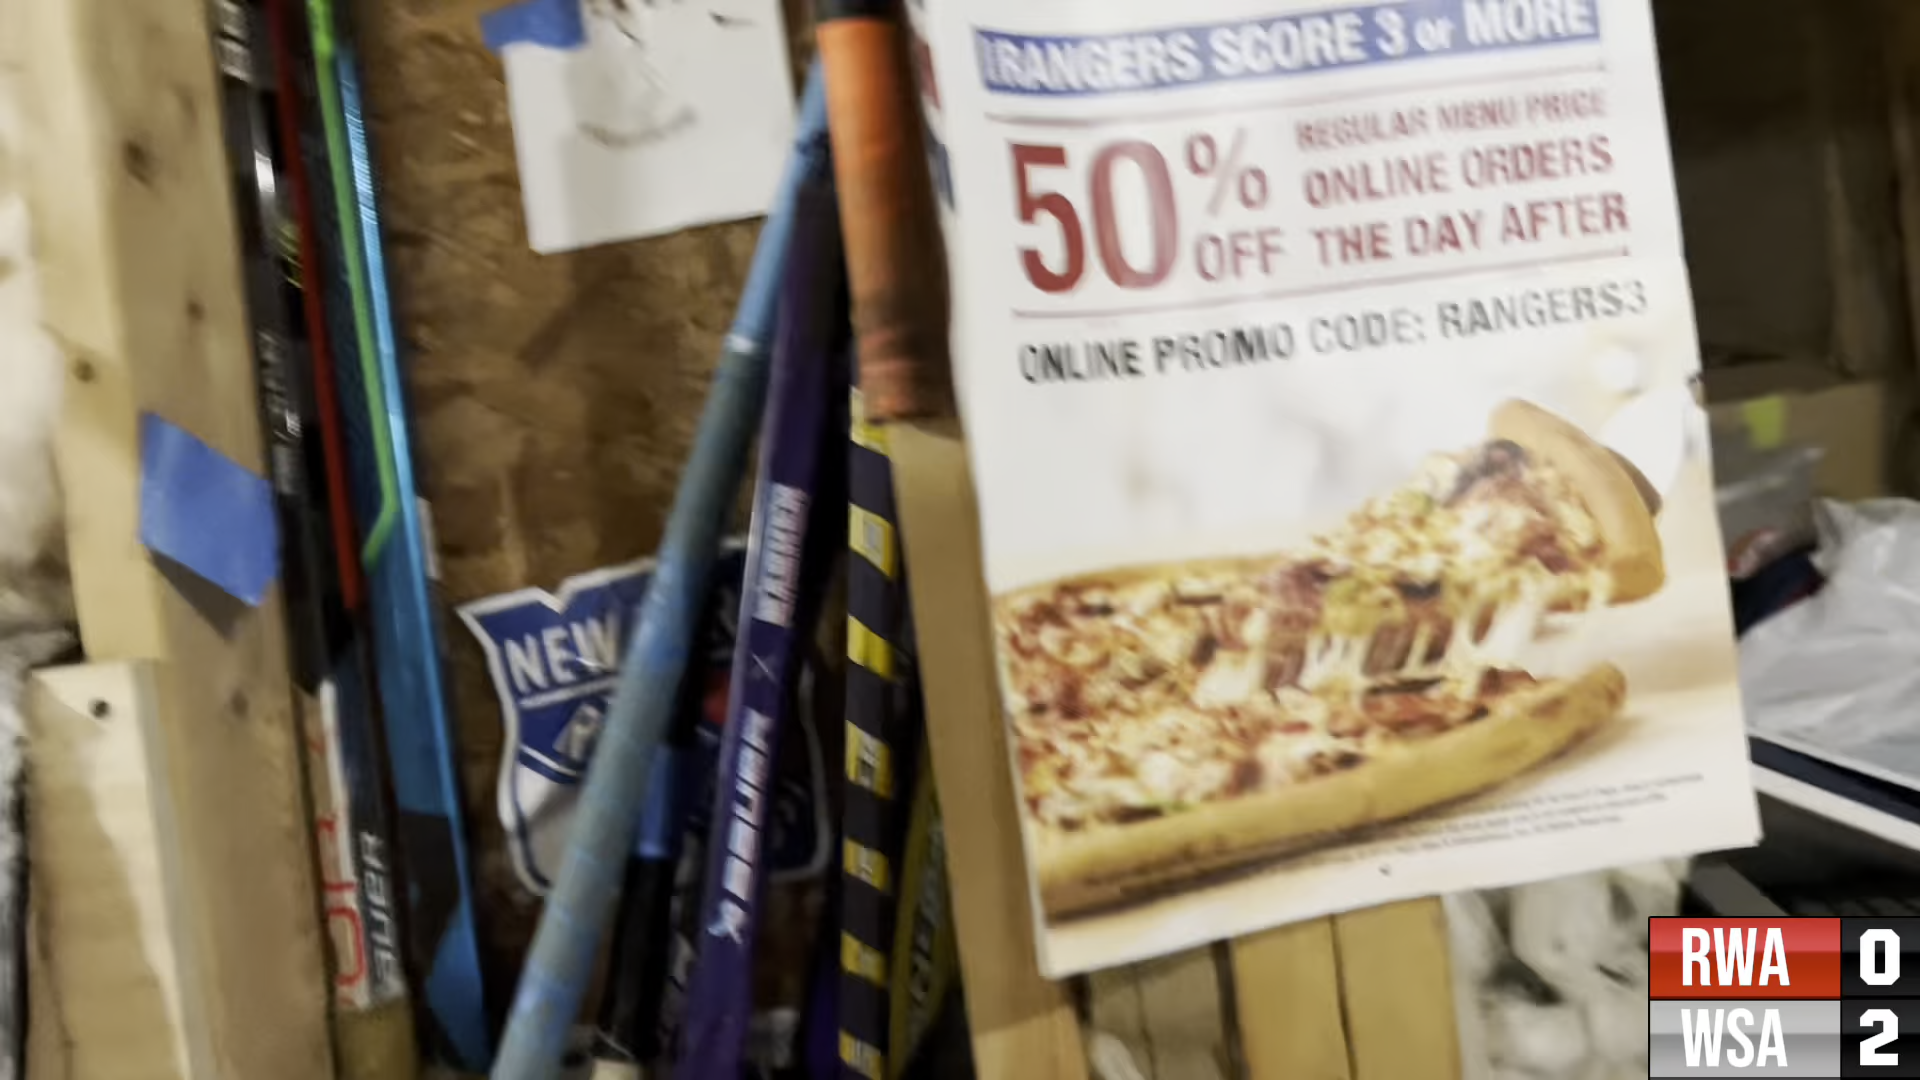 RANGERS SCORE 3 or MORE
50% OFF
REGULAR MENU PRICE
ONLINE ORDERS
THE DAY AFTER
ONLINE PROMO CODE: RANGERS3
NEW
BAUER
BAUER
RWA 0
WSA 2